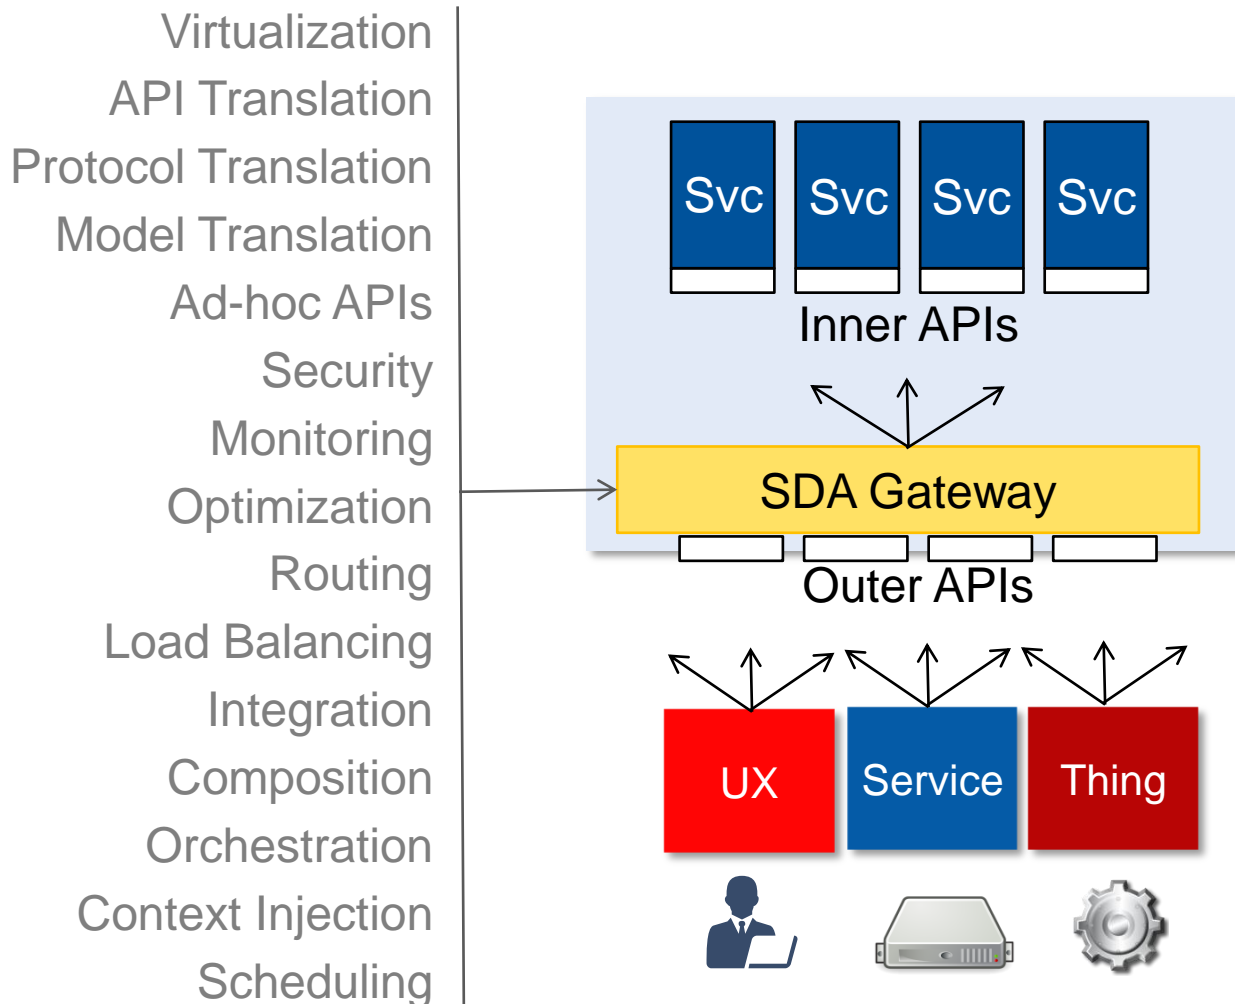 Virtualization
API Translation
Protocol Translation
Model Translation
Ad-hoc APIs
Security
Monitoring
Optimization
Routing
Load Balancing
Integration
Composition
Orchestration
Context Injection
Scheduling
Svc Svc Svc Svc
Inner APIs
SDA Gateway
Outer APIs
UX Service Thing